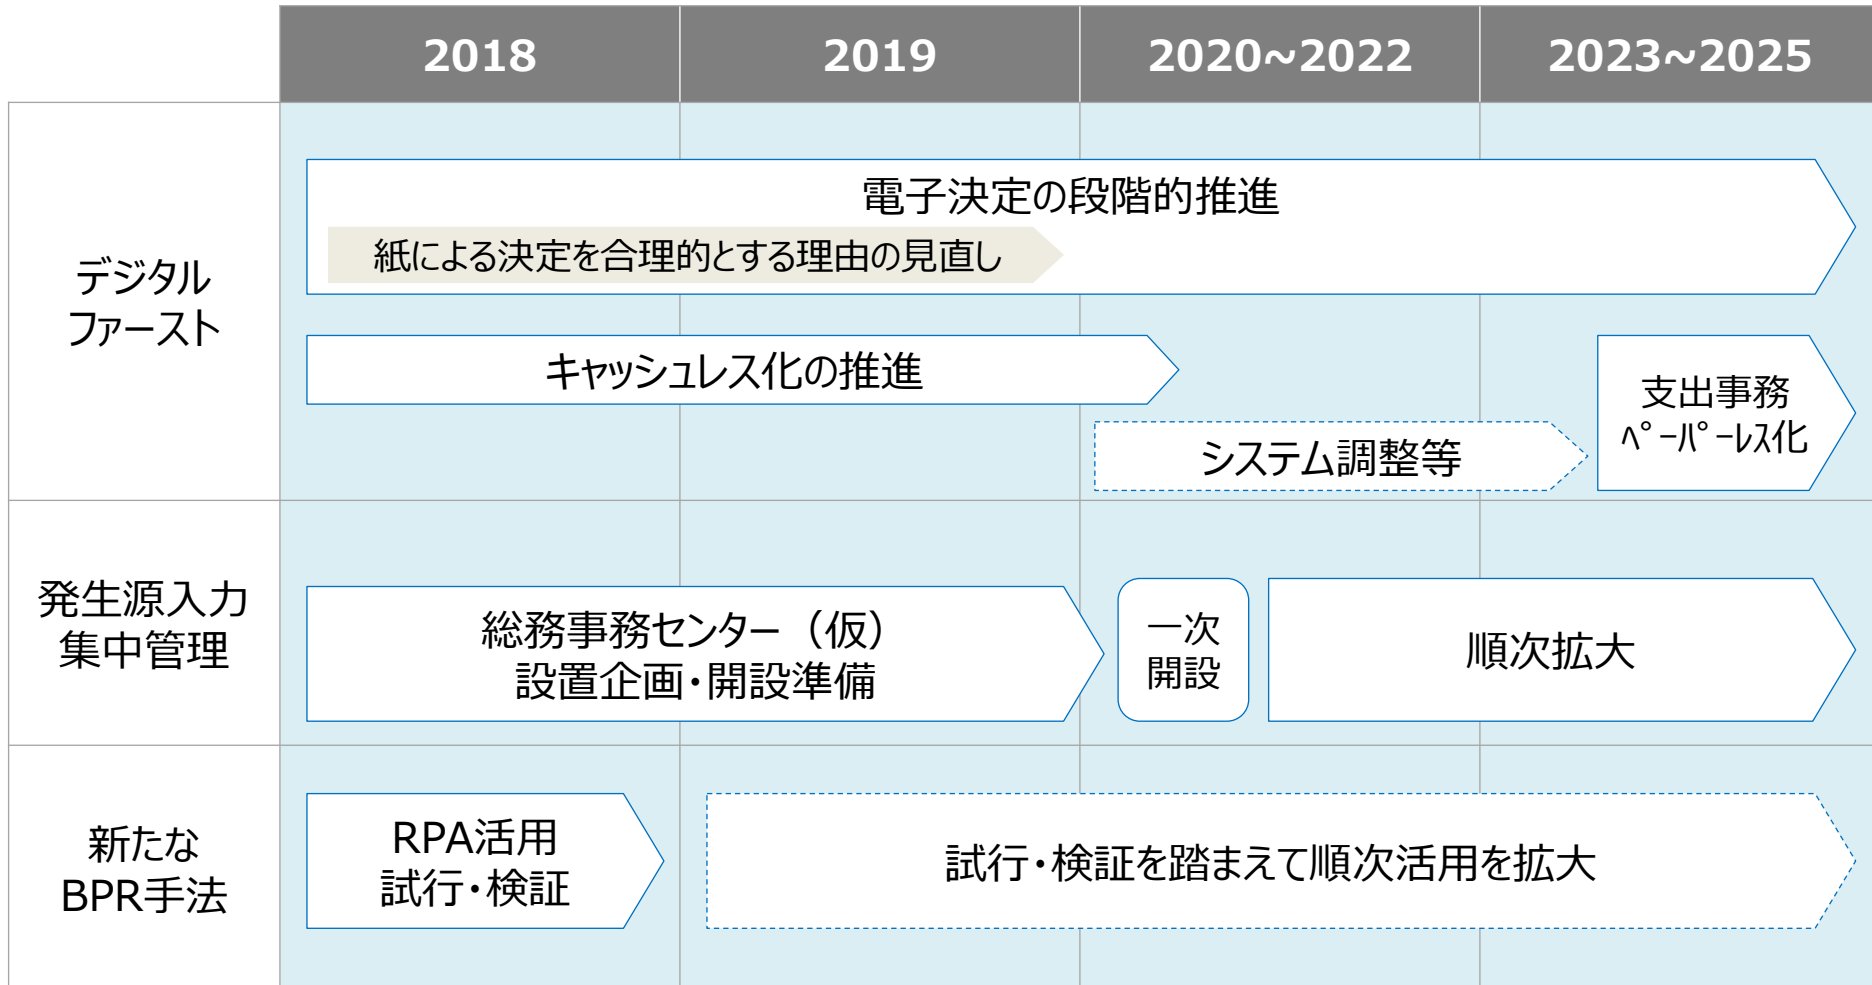 2018
2019
2020~2022
2023~2025
デジタル
ファースト
電子決定の段階的推進
紙による決定を合理的とする理由の見直し
キャッシュレス化の推進
システム調整等
支出事務
ﾍﾟｰﾊﾟｰﾚｽ化
発生源入力
集中管理
総務事務センター（仮）
設置企画・開設準備
一次
開設
順次拡大
新たな
BPR手法
RPA活用
試行・検証
試行・検証を踏まえて順次活用を拡大